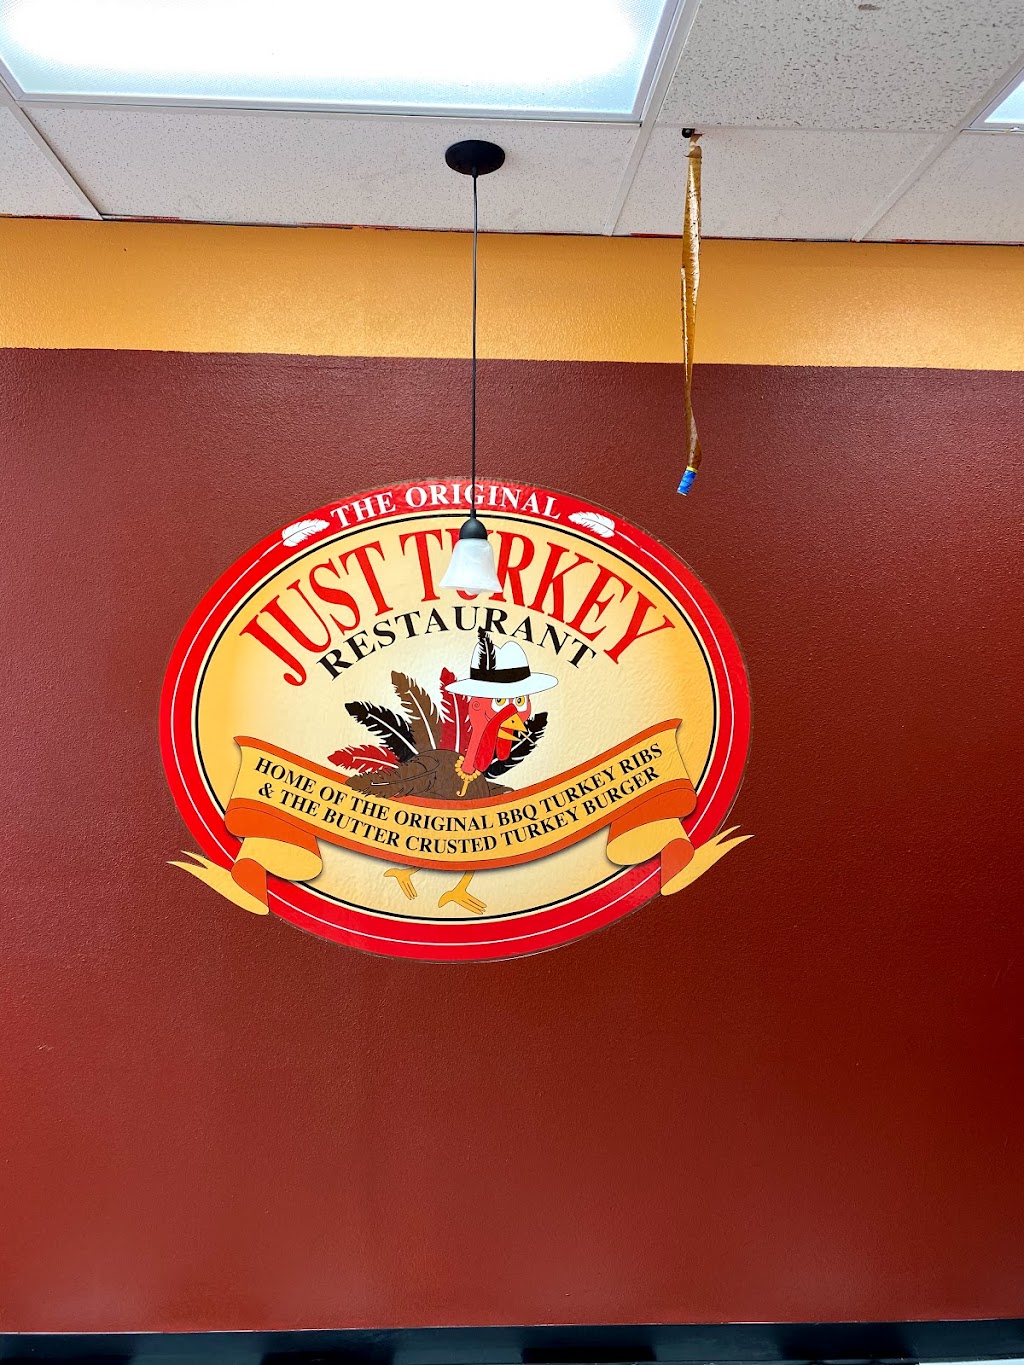 THE ORIGINAL
JUST TURKEY
RESTAURANT
HOME OF THE ORIGINAL BBQ TURKEY RIBS
& THE BUTTER CRUSTED TURKEY BURGER